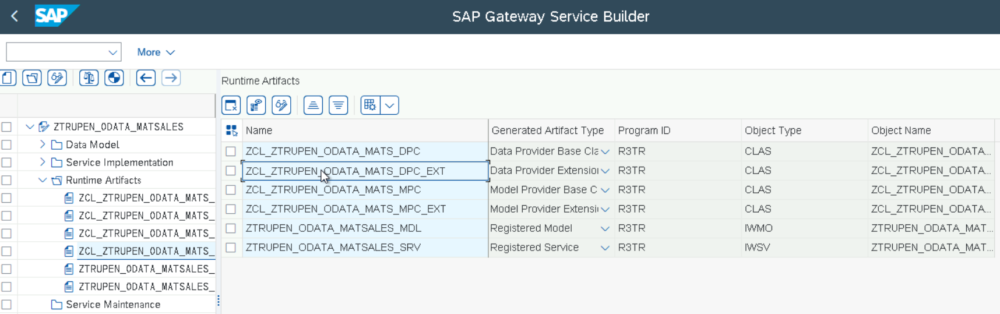 SAP
SAP Gateway Service Builder
More
Runtime Artifacts
ZTRUPEN_ODATA_MATSALES
Data Model
Service Implementation
Runtime Artifacts
ZCL_ZTRUPEN_ODATA_MATS_
ZCL_ZTRUPEN_ODATA_MATS_
ZCL_ZTRUPEN_ODATA_MATS_
ZCL_ZTRUPEN_ODATA_MATS_
ZTRUPEN_ODATA_MATSALES_
ZTRUPEN_ODATA_MATSALES_
Service Maintenance
Name Generated Artifact Type Program ID Object Type Object Name
ZCL_ZTRUPEN_ODATA_MATS_DPC Data Provider Base Cla R3TR CLAS ZCL_ZTRUPEN_ODATA...
ZCL_ZTRUPEN_ODATA_MATS_DPC_EXT Data Provider Extension R3TR CLAS ZCL_ZTRUPEN_ODATA...
ZCL_ZTRUPEN_ODATA_MATS_MPC Model Provider Base C R3TR CLAS ZCL_ZTRUPEN_ODATA...
ZCL_ZTRUPEN_ODATA_MATS_MPC_EXT Model Provider Extensi R3TR CLAS ZCL_ZTRUPEN_ODATA...
ZTRUPEN_ODATA_MATSALES_MDL Registered Model R3TR IWMO ZTRUPEN_ODATA_MAT...
ZTRUPEN_ODATA_MATSALES_SRV Registered Service R3TR IWSV ZTRUPEN_ODATA_MAT...